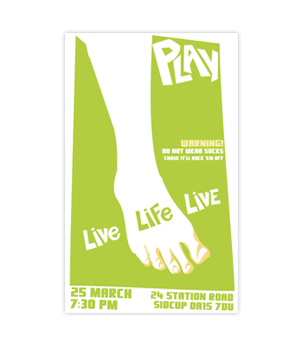 PLAY
WARNING!
DO NOT WEAR SOCKS
'CAUSE IT'LL ROCK 'EM OFF
Live Life LIVE
25 MARCH
7:30 PM
24 STATION ROAD
SIDCUP DA15 7DU